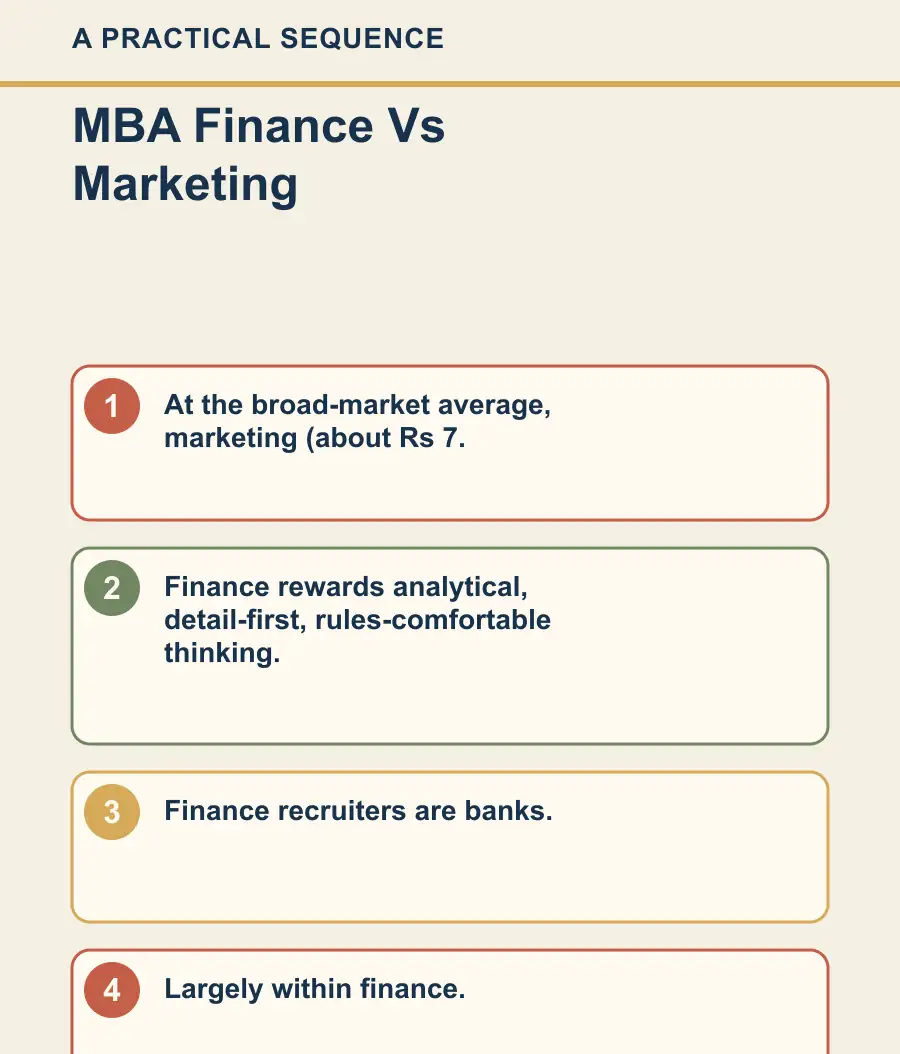 A PRACTICAL SEQUENCE
MBA Finance Vs
Marketing
1
At the broad-market average,
marketing (about Rs 7.
2
Finance rewards analytical,
detail-first, rules-comfortable
thinking.
3
Finance recruiters are banks.
4
Largely within finance.